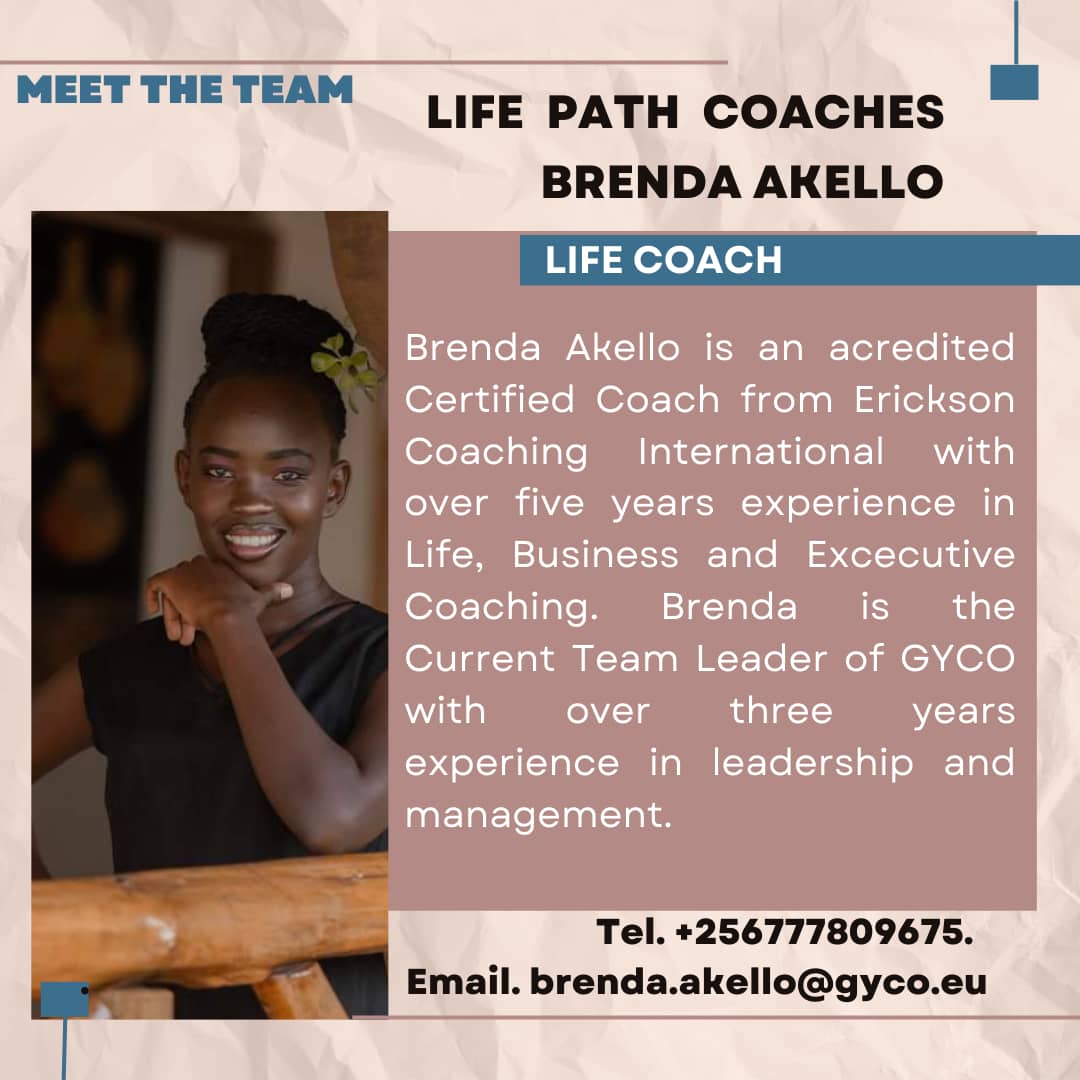 MEET THE TEAM
LIFE PATH COACHES
BRENDA AKELLO
LIFE COACH
Brenda Akello is an acredited
Certified Coach from Erickson
Coaching International with
over five years experience in
Life, Business and Excecutive
Coaching. Brenda is the
Current Team Leader of GYCO
with over three years
experience in leadership and
management.
Tel. +256777809675.
Email. brenda.akello@gyco.eu